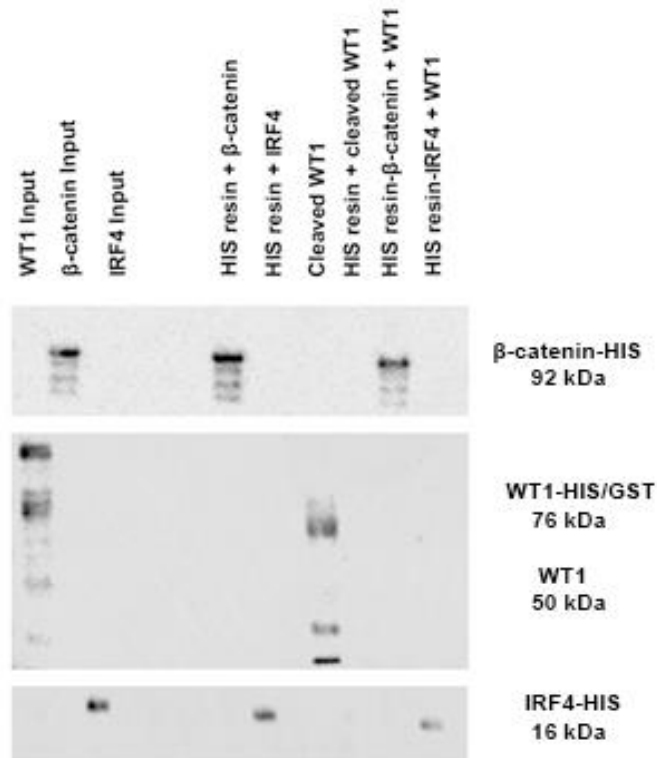 WT1 Input
β-catenin Input
IRF4 Input
HIS resin + β-catenin
HIS resin + IRF4
Cleaved WT1
HIS resin + cleaved WT1
HIS resin-β-catenin + WT1
HIS resin-IRF4 + WT1
β-catenin-HIS
92 kDa
WT1-HIS/GST
76 kDa
WT1
50 kDa
IRF4-HIS
16 kDa